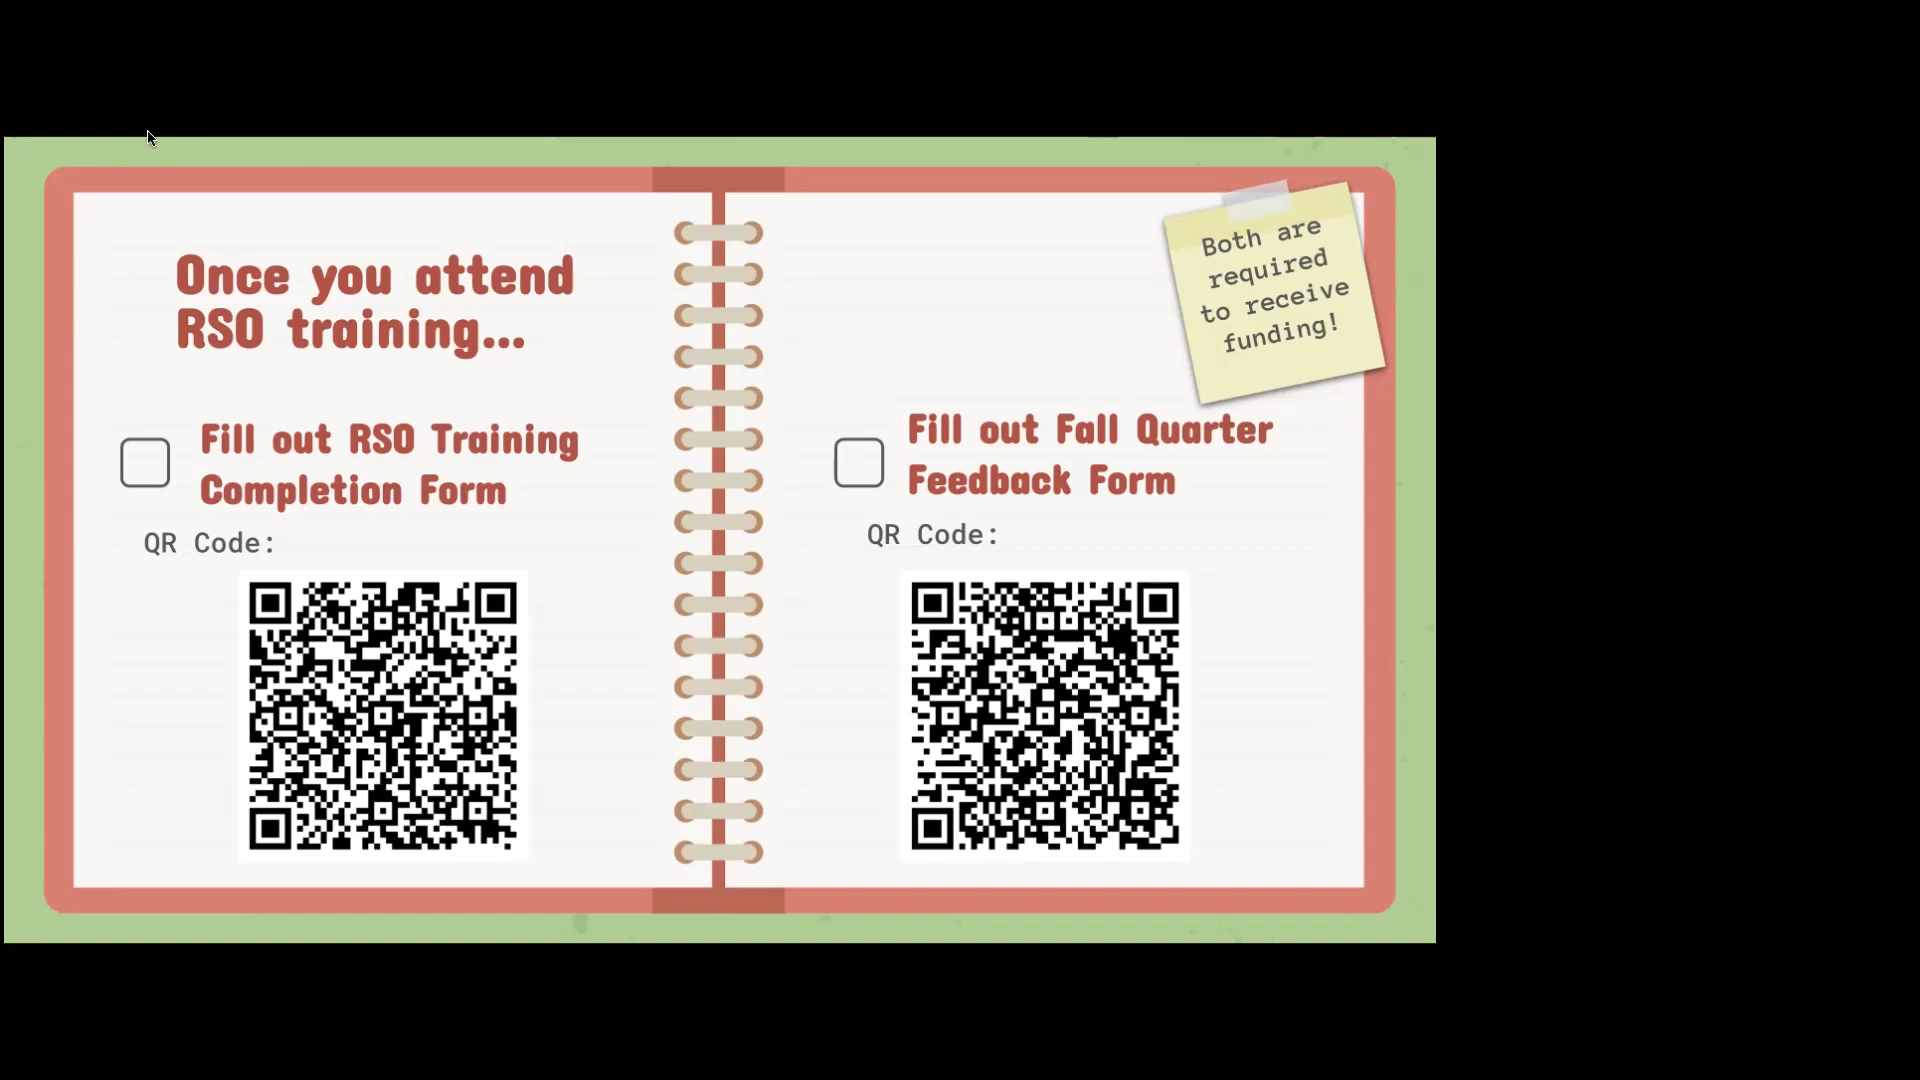 Once you attend
RSO training...
Fill out RSO Training
Completion Form
QR Code:
Both are
required
to receive
funding!
Fill out Fall Quarter
Feedback Form
QR Code: